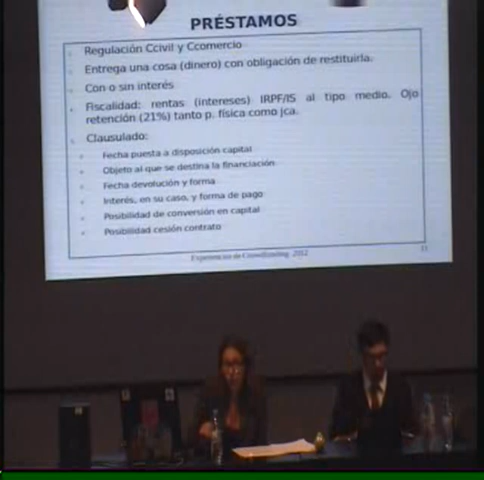 PRÉSTAMOS
Regulación Ccivil y Ccomercio
Entrega una cosa (dinero) con obligación de restituirla.
Con o sin interés
Fiscalidad: rentas (intereses) IRPF/IS al tipo medio. Ojo
retención (21%) tanto p. física como jca.
Clausulado:
Fecha puesta a disposición capital
Objeto al que se destina la financiación
Fecha devolución y forma
Interés, en su caso, y forma de pago
Posibilidad de conversión en capital
Posibilidad cesión contrato
Experiencias de Crowdfunding 2012